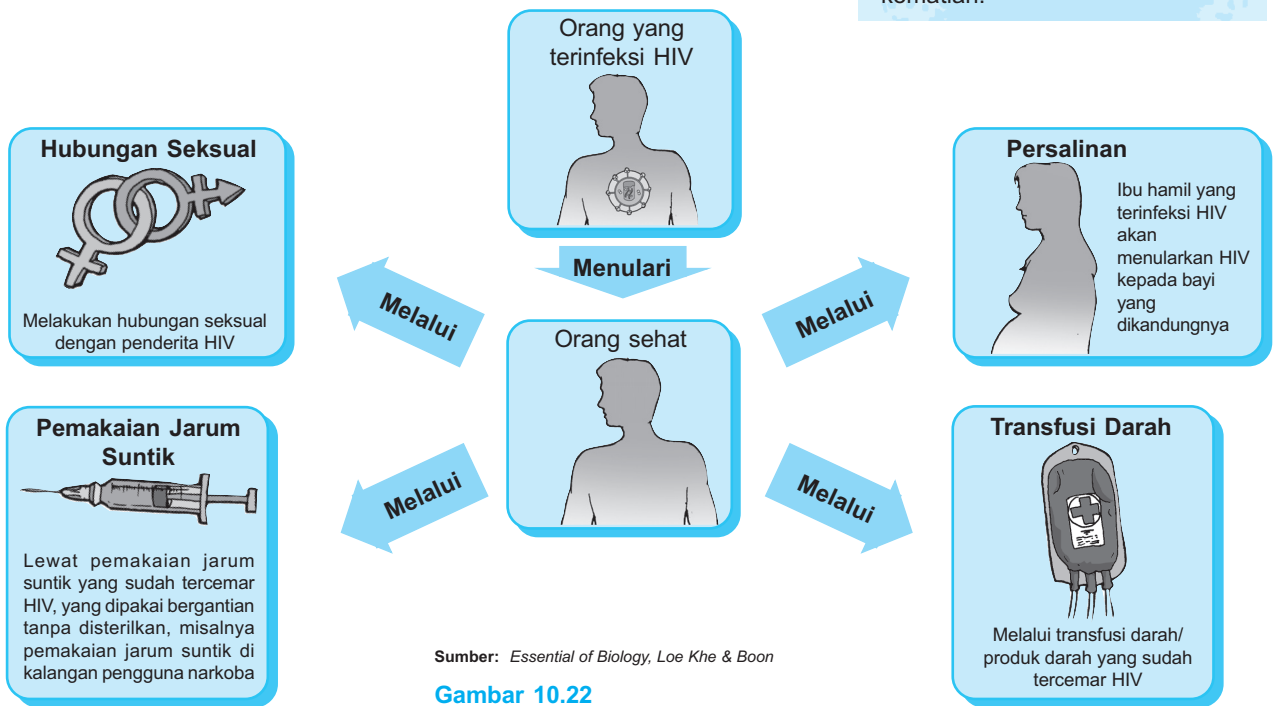 kematian.
Orang yang
terinfeksi HIV
Menulari
Orang sehat
Hubungan Seksual
Melakukan hubungan seksual
dengan penderita HIV
Melalui
Persalinan
Ibu hamil yang
terinfeksi HIV
akan
menularkan HIV
kepada bayi
yang
dikandungnya
Melalui
Pemakaian Jarum
Suntik
Lewat pemakaian jarum
suntik yang sudah tercemar
HIV, yang dipakai bergantian
tanpa disterilkan, misalnya
pemakaian jarum suntik di
kalangan pengguna narkoba
Melalui
Transfusi Darah
Melalui transfusi darah/
produk darah yang sudah
tercemar HIV
Melalui
Sumber: Essential of Biology, Loe Khe & Boon
Gambar 10.22